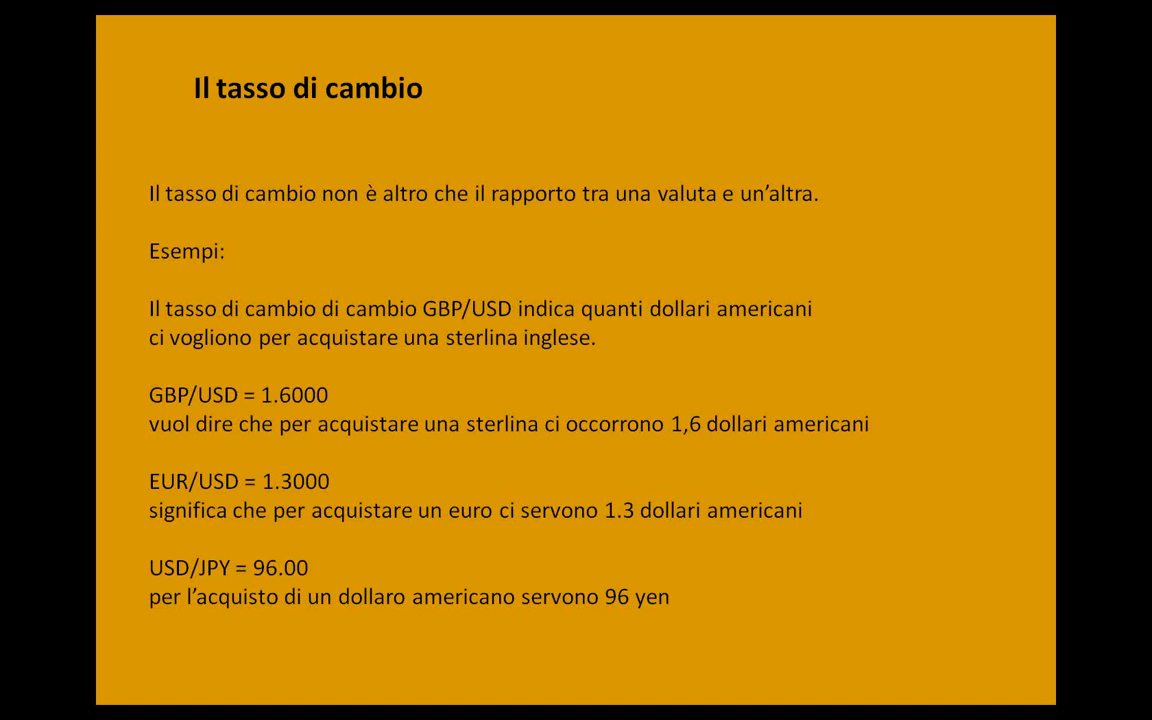 Il tasso di cambio
Il tasso di cambio non è altro che il rapporto tra una valuta e un’altra.
Esempi:
Il tasso di cambio di cambio GBP/USD indica quanti dollari americani
ci vogliono per acquistare una sterlina inglese.
GBP/USD = 1.6000
vuol dire che per acquistare una sterlina ci occorrono 1,6 dollari americani
EUR/USD = 1.3000
significa che per acquistare un euro ci servono 1.3 dollari americani
USD/JPY = 96.00
per l’acquisto di un dollaro americano servono 96 yen